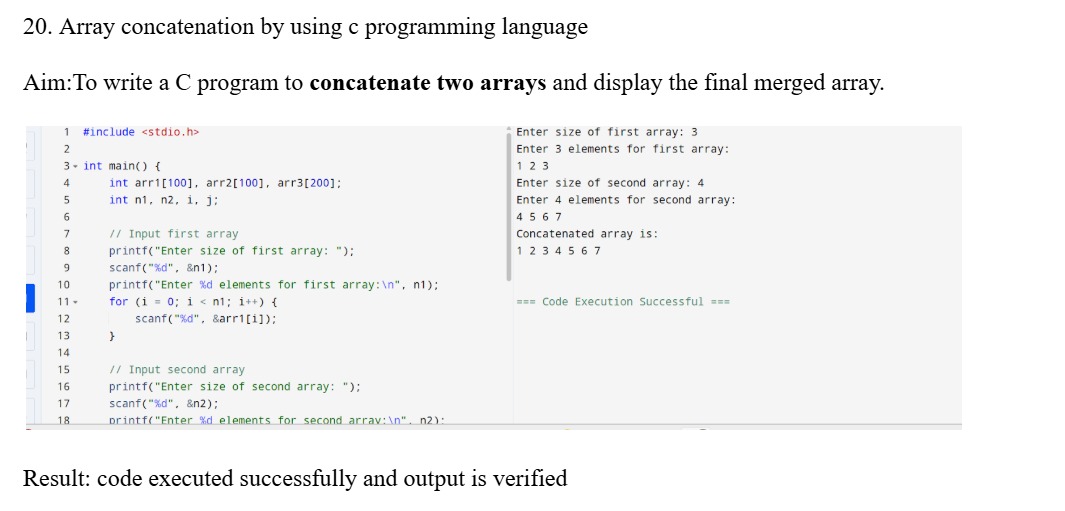 20. Array concatenation by using c programming language
Aim:To write a C program to concatenate two arrays and display the final merged array.
1 #include <stdio.h>
2
3 int main() {
4 int arr1[100], arr2[100], arr3[200];
5 int n1, n2, i, j;
6
7 // Input first array
8 printf("Enter size of first array: ");
9 scanf("%d", &n1);
10 printf("Enter %d elements for first array:\n", n1);
11 for (i = 0; i < n1; i++) {
12 scanf("%d", &arr1[i]);
13 }
14
15 // Input second array
16 printf("Enter size of second array: ");
17 scanf("%d", &n2);
18 printf("Enter %d elements for second array:\n", n2);
Enter size of first array: 3
Enter 3 elements for first array:
1 2 3
Enter size of second array: 4
Enter 4 elements for second array:
4 5 6 7
Concatenated array is:
1 2 3 4 5 6 7
=== Code Execution Successful ===
Result: code executed successfully and output is verified